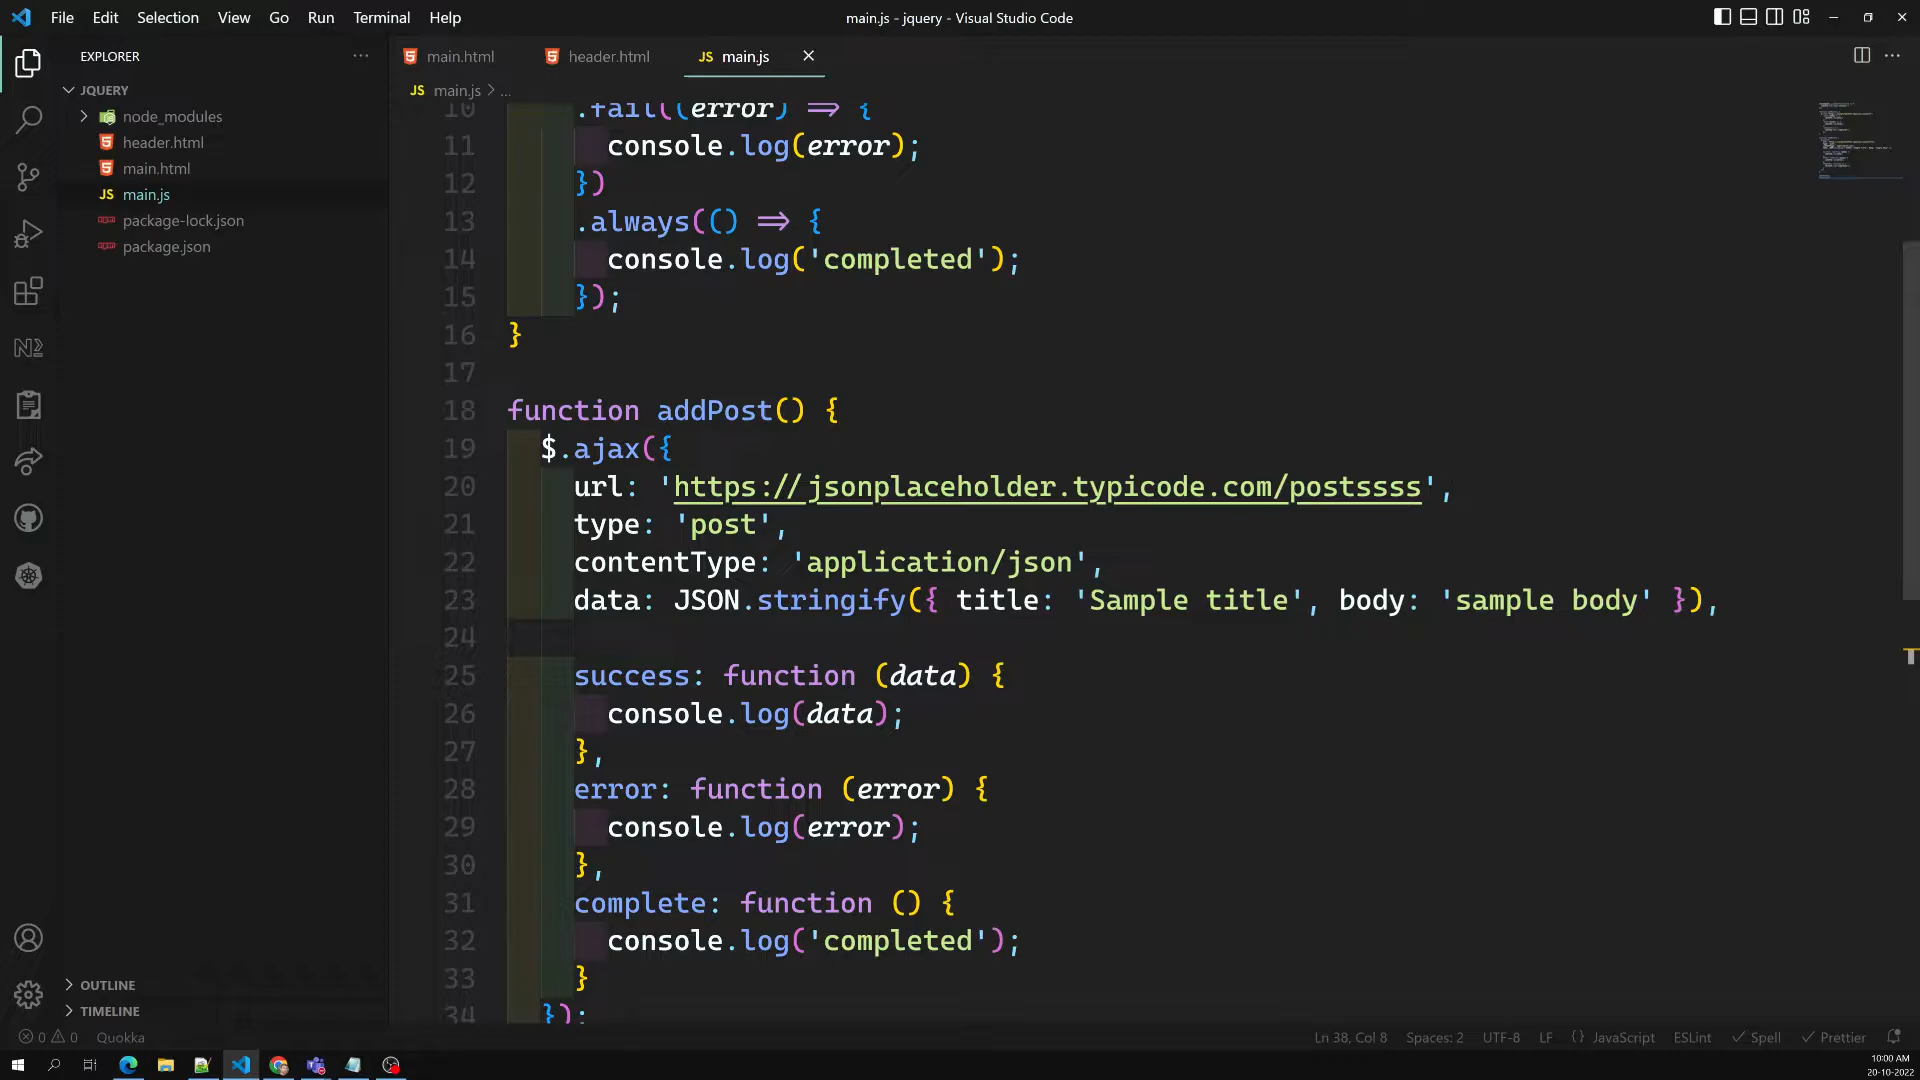 File Edit Selection View Go Run Terminal Help
main.js - jquery - Visual Studio Code
EXPLORER
JQUERY
node_modules
header.html
main.html
JS main.js
package-lock.json
package.json
OUTLINE
TIMELINE
main.html
header.html
JS main.js
JS main.js > ...
10 .fail((error) => {
11 console.log(error);
12 })
13 .always(() => {
14 console.log('completed');
15 });
16 }
17
18 function addPost() {
19 $.ajax({
20 url: 'https://jsonplaceholder.typicode.com/postssss',
21 type: 'post',
22 contentType: 'application/json',
23 data: JSON.stringify({ title: 'Sample title', body: 'sample body' }),
24
25 success: function (data) {
26 console.log(data);
27 },
28 error: function (error) {
29 console.log(error);
30 },
31 complete: function () {
32 console.log('completed');
33 }
34 });
0 0 Quokka
Ln 38, Col 8 Spaces: 2 UTF-8 LF {} JavaScript ESLint Spell Prettier
10:00 AM
20-10-2022